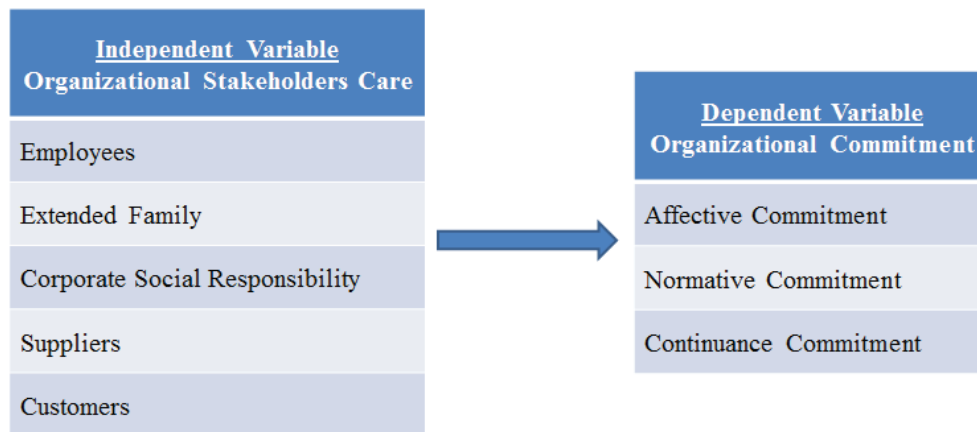 Independent Variable
Organizational Stakeholders Care
Employees
Extended Family
Corporate Social Responsibility
Suppliers
Customers
Dependent Variable
Organizational Commitment
Affective Commitment
Normative Commitment
Continuance Commitment